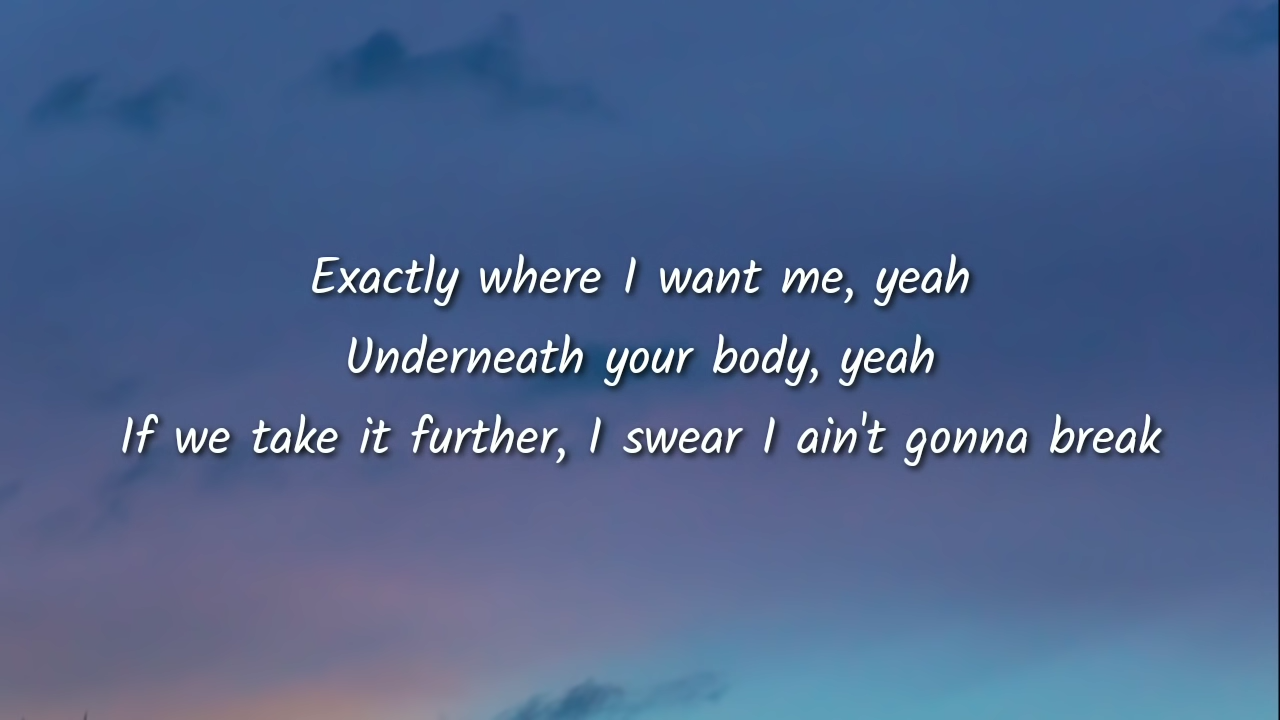 Exactly where I want me, yeah
Underneath your body, yeah
If we take it further, I swear I ain't gonna break